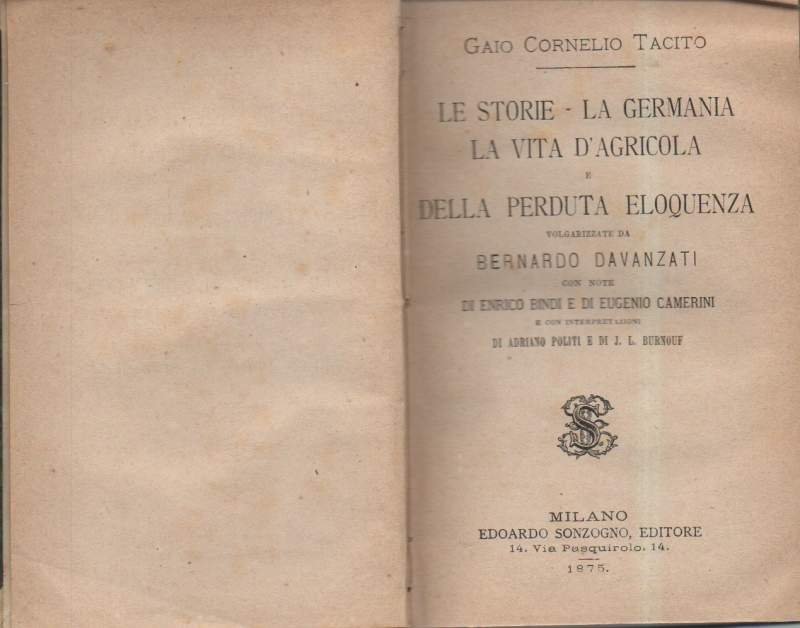 GAIO CORNELIO TACITO
LE STORIE - LA GERMANIA
LA VITA D'AGRICOLA
E
DELLA PERDUTA ELOQUENZA
VOLGARIZZATE DA
BERNARDO DAVANZATI
CON NOTE
DI ENRICO BINDI E DI EUGENIO CAMERINI
E CON INTERPRETAZIONI
DI ADRIANO POLITI E DI J. L. BURNOUF
MILANO
EDOARDO SONZOGNO, EDITORE
14. Via Pasquirolo. 14.
1875.